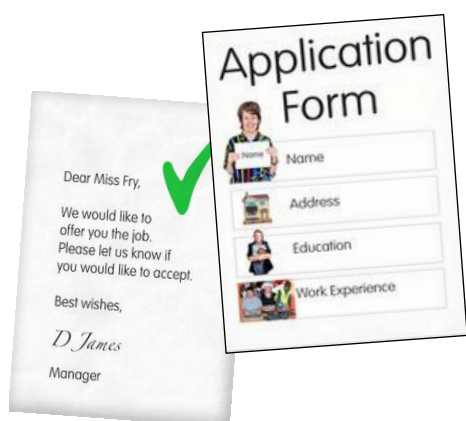 Dear Miss Fry,
We would like to
offer you the job.
Please let us know if
you would like to accept.
Best wishes,
D James
Manager
Application
Form
Name
Name
Address
Education
Work Experience